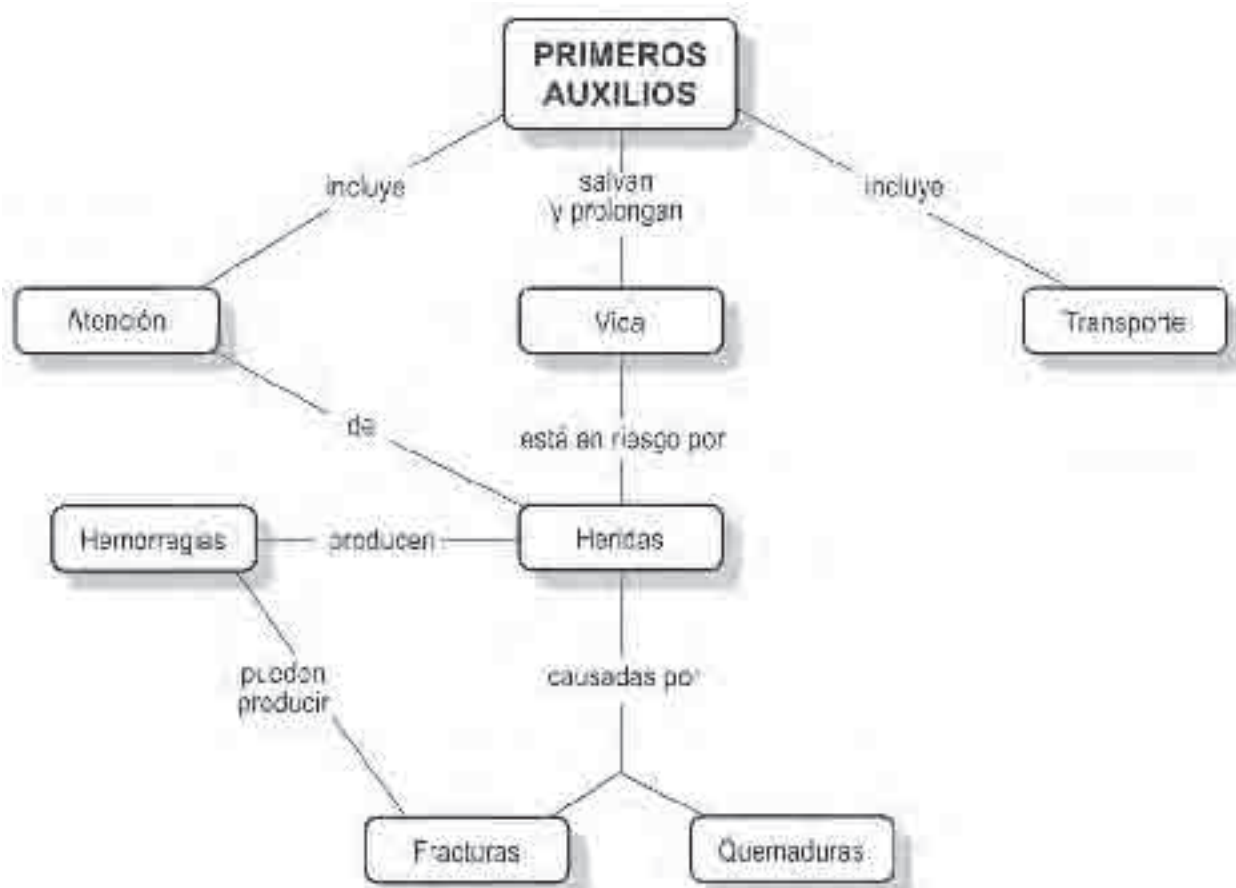 PRIMEROS
AUXILIOS
incluye
salvan
y prolongan
incluye
Atención
Vida
Transporte
de
está en riesgo por
Hemorragias
producen
Heridas
pueden
producir
causadas por
Fracturas
Quemaduras